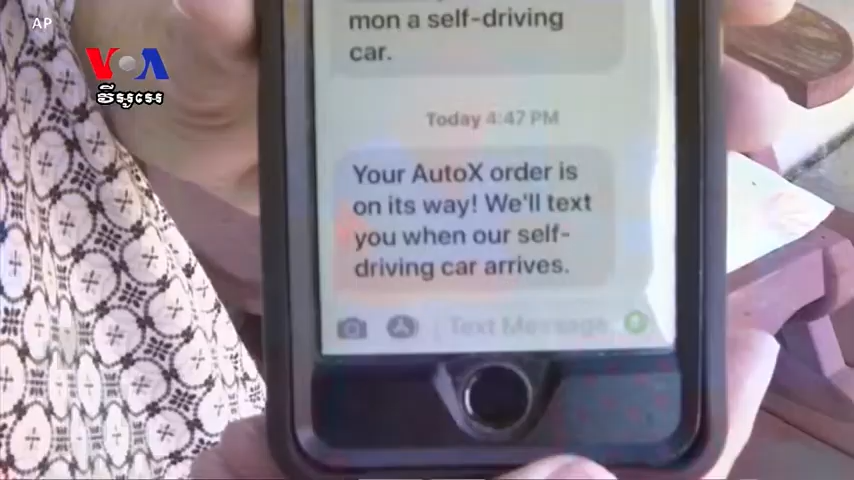 AP
VOA
វីអូអេ
mon a self-driving
car.
Today 4:47 PM
Your AutoX order is
on its way! We'll text
you when our self-
driving car arrives.
Text Message